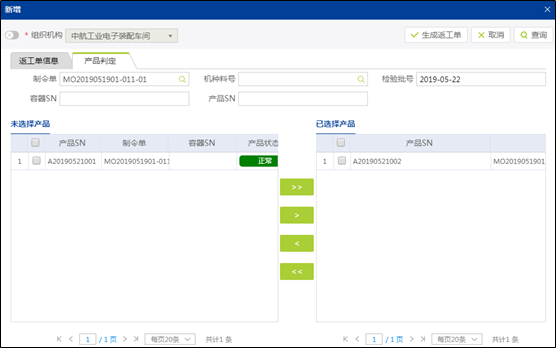 新增 ×
* 组织机构 中航工业电子装配车间 生成返工单 取消 查询
返工单信息 产品判定
制令单 MO2019051901-011-01 机种料号 检验批号 2019-05-22
容器SN 产品SN
未选择产品 已选择产品
产品SN 制令单 容器SN 产品状态 产品SN
1 A20190521001 MO2019051901-011 正常 1 A20190521002 MO2019051901
>>
>
<
<<
1 / 1 页 每页20条 共计1 条 1 / 1 页 每页20条 共计1 条